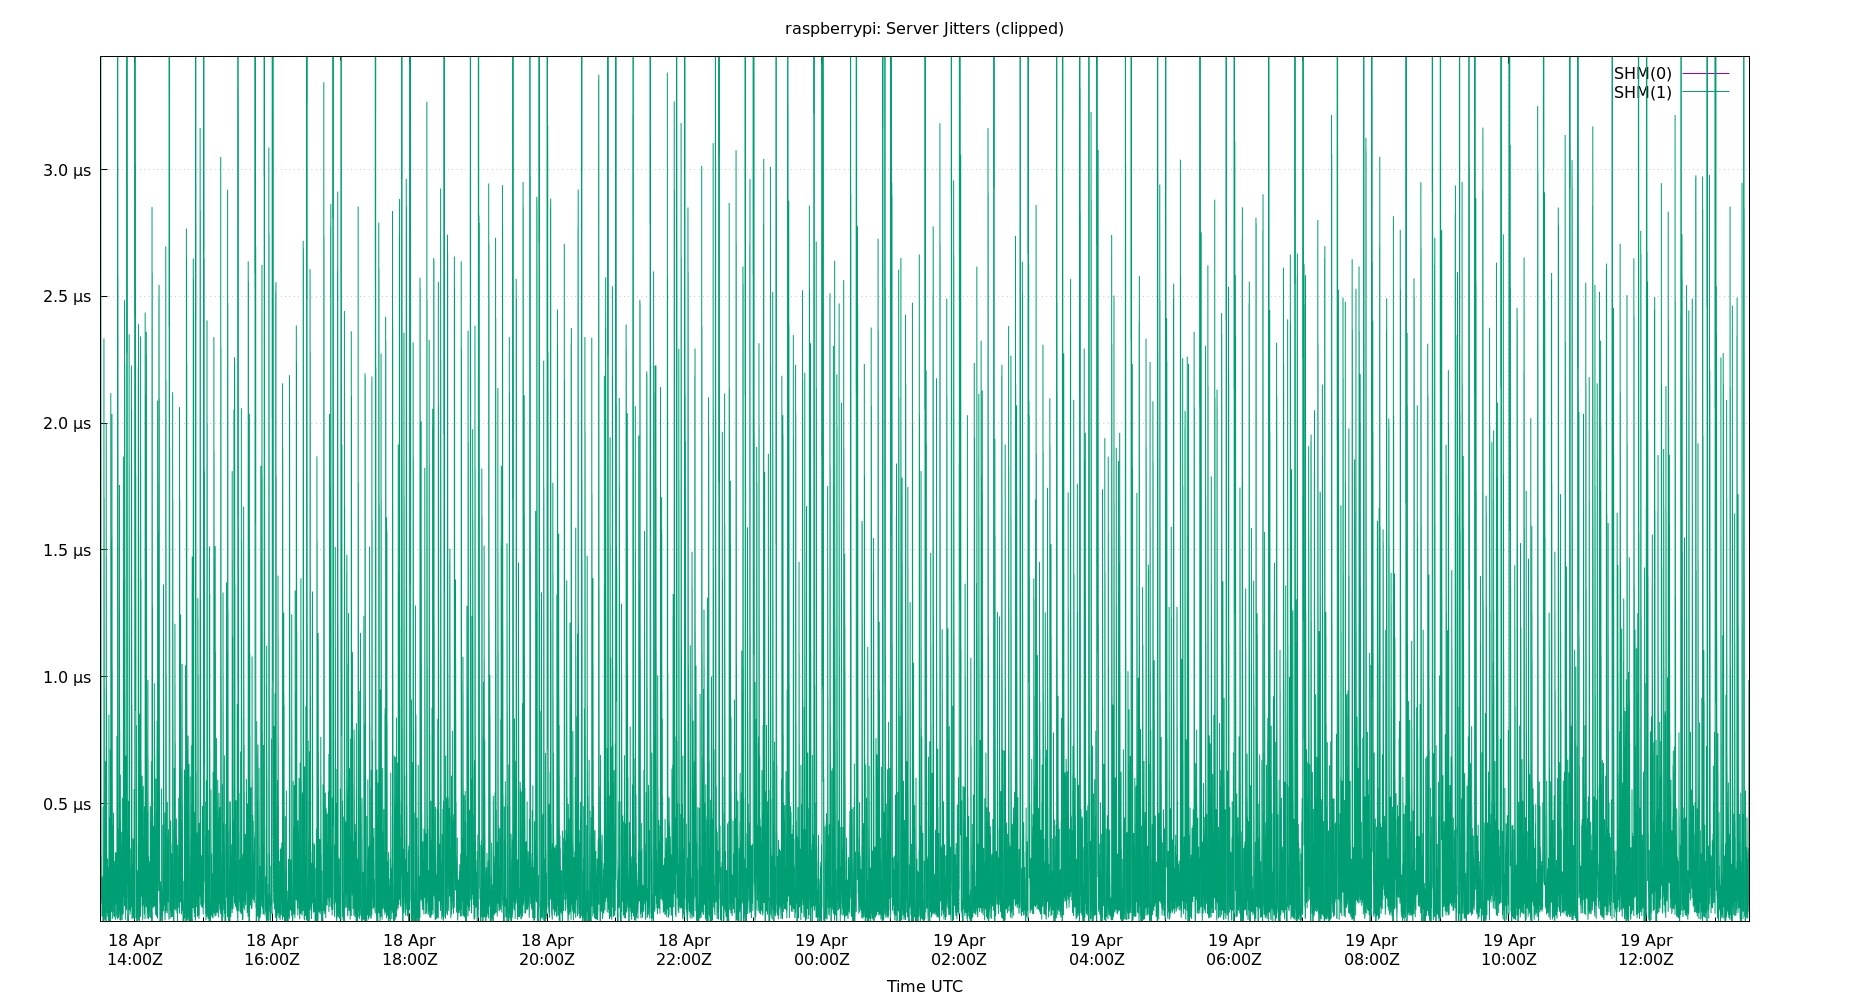 raspberrypi: Server Jitters (clipped)
SHM(0)
SHM(1)
3.0 µs
2.5 µs
2.0 µs
1.5 µs
1.0 µs
0.5 µs
18 Apr 18 Apr 18 Apr 18 Apr 18 Apr 19 Apr 19 Apr 19 Apr 19 Apr 19 Apr 19 Apr 19 Apr
14:00Z 16:00Z 18:00Z 20:00Z 22:00Z 00:00Z 02:00Z 04:00Z 06:00Z 08:00Z 10:00Z 12:00Z
Time UTC